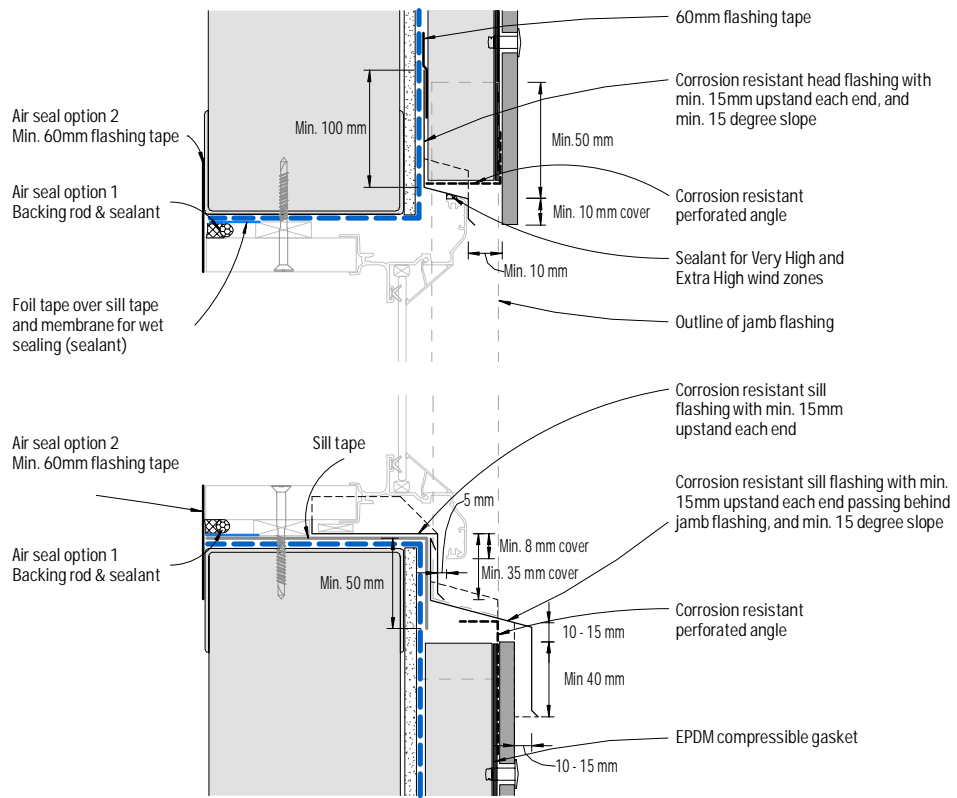 60mm flashing tape
Corrosion resistant head flashing with
min. 15mm upstand each end, and
min. 15 degree slope
Air seal option 2
Min. 60mm flashing tape
Min. 100 mm
Min.50 mm
Air seal option 1
Backing rod & sealant
Corrosion resistant
perforated angle
Min. 10 mm cover
Sealant for Very High and
Extra High wind zones
Min. 10 mm
Foil tape over sill tape
and membrane for wet
sealing (sealant)
Outline of jamb flashing
Corrosion resistant sill
flashing with min. 15mm
upstand each end
Air seal option 2
Min. 60mm flashing tape
Sill tape
Corrosion resistant sill flashing with min.
15mm upstand each end passing behind
jamb flashing, and min. 15 degree slope
5 mm
Min. 8 mm cover
Air seal option 1
Backing rod & sealant
Min. 35 mm cover
Min. 50 mm
Corrosion resistant
perforated angle
10 - 15 mm
Min 40 mm
EPDM compressible gasket
10 - 15 mm